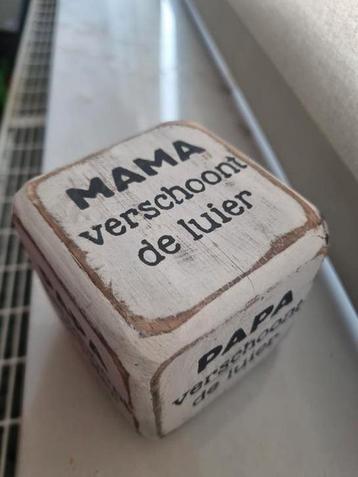 MAMA
verschoont
de luier
PAPA
verschoont
de luier